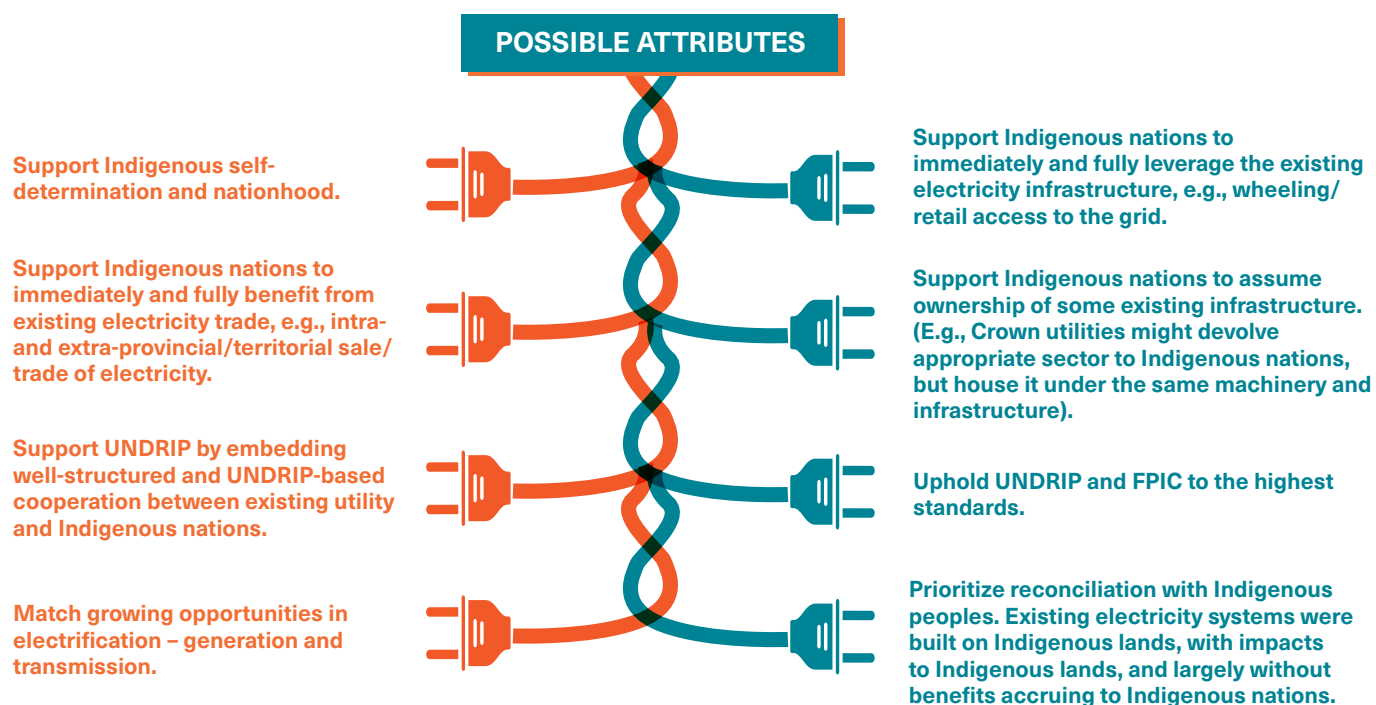 POSSIBLE ATTRIBUTES
Support Indigenous self-
determination and nationhood.
Support Indigenous nations to
immediately and fully leverage the existing
electricity infrastructure, e.g., wheeling/
retail access to the grid.
Support Indigenous nations to
immediately and fully benefit from
existing electricity trade, e.g., intra-
and extra-provincial/territorial sale/
trade of electricity.
Support Indigenous nations to assume
ownership of some existing infrastructure.
(E.g., Crown utilities might devolve
appropriate sector to Indigenous nations,
but house it under the same machinery and
infrastructure).
Support UNDRIP by embedding
well-structured and UNDRIP-based
cooperation between existing utility
and Indigenous nations.
Uphold UNDRIP and FPIC to the highest
standards.
Match growing opportunities in
electrification – generation and
transmission.
Prioritize reconciliation with Indigenous
peoples. Existing electricity systems were
built on Indigenous lands, with impacts
to Indigenous lands, and largely without
benefits accruing to Indigenous nations.